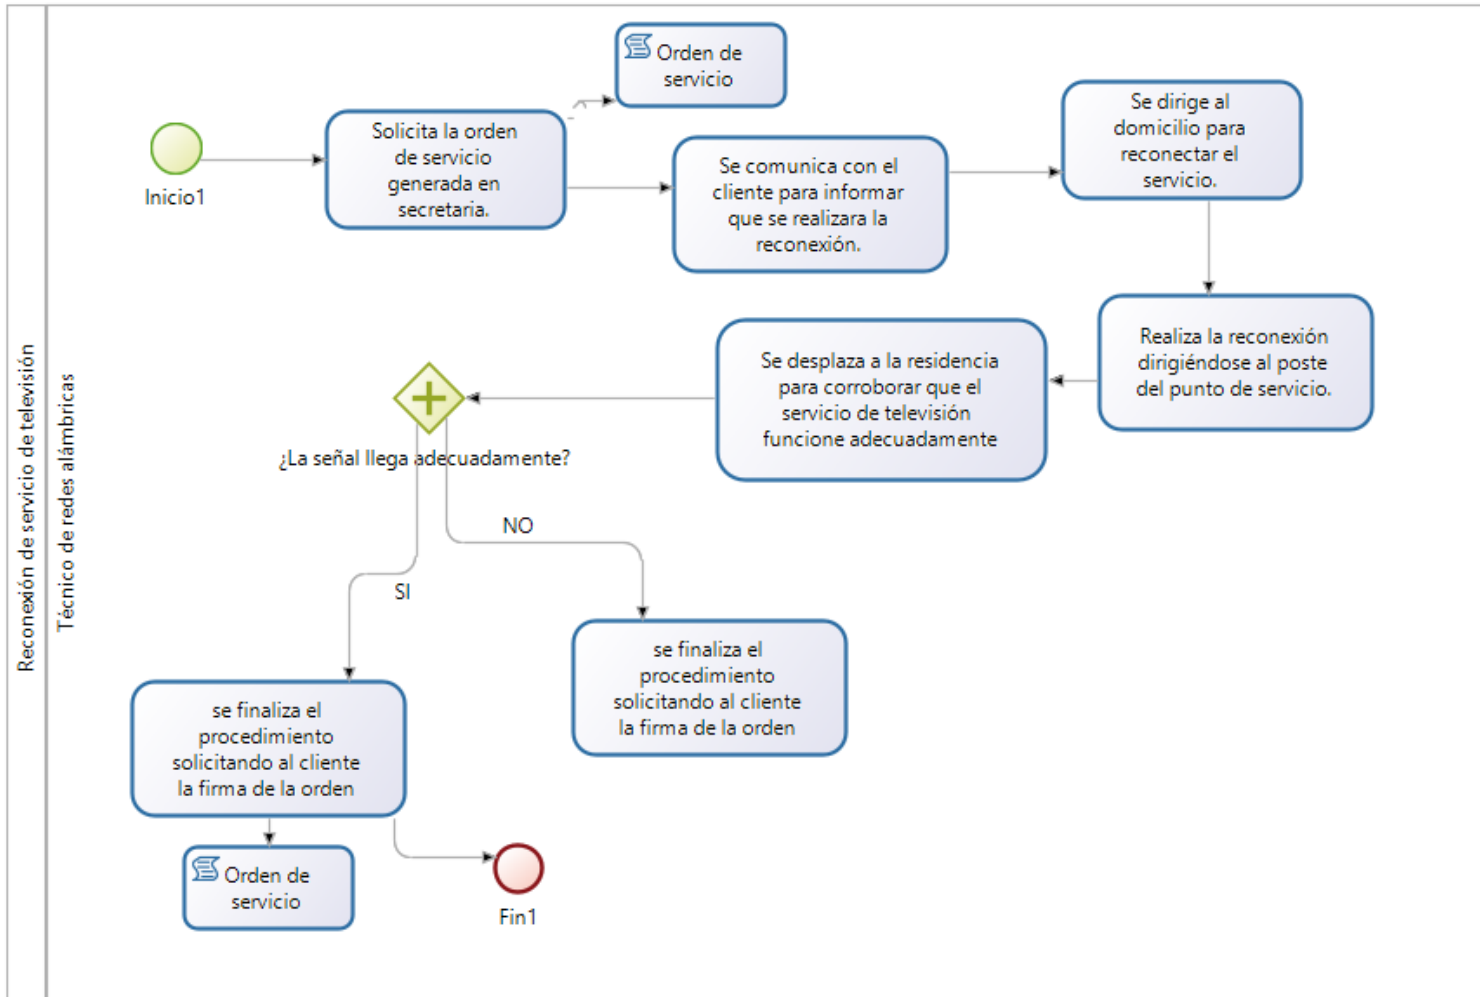 Reconexión de servicio de televisión
Técnico de redes alámbricas
Inicio1
Solicita la orden
de servicio
generada en
secretaria.
Orden de
servicio
Se comunica con el
cliente para informar
que se realizara la
reconexión.
Se dirige al
domicilio para
reconectar el
servicio.
Realiza la reconexión
dirigiéndose al poste
del punto de servicio.
Se desplaza a la residencia
para corroborar que el
servicio de televisión
funcione adecuadamente
¿La señal llega adecuadamente?
NO
SI
se finaliza el
procedimiento
solicitando al cliente
la firma de la orden
se finaliza el
procedimiento
solicitando al cliente
la firma de la orden
Orden de
servicio
Fin1